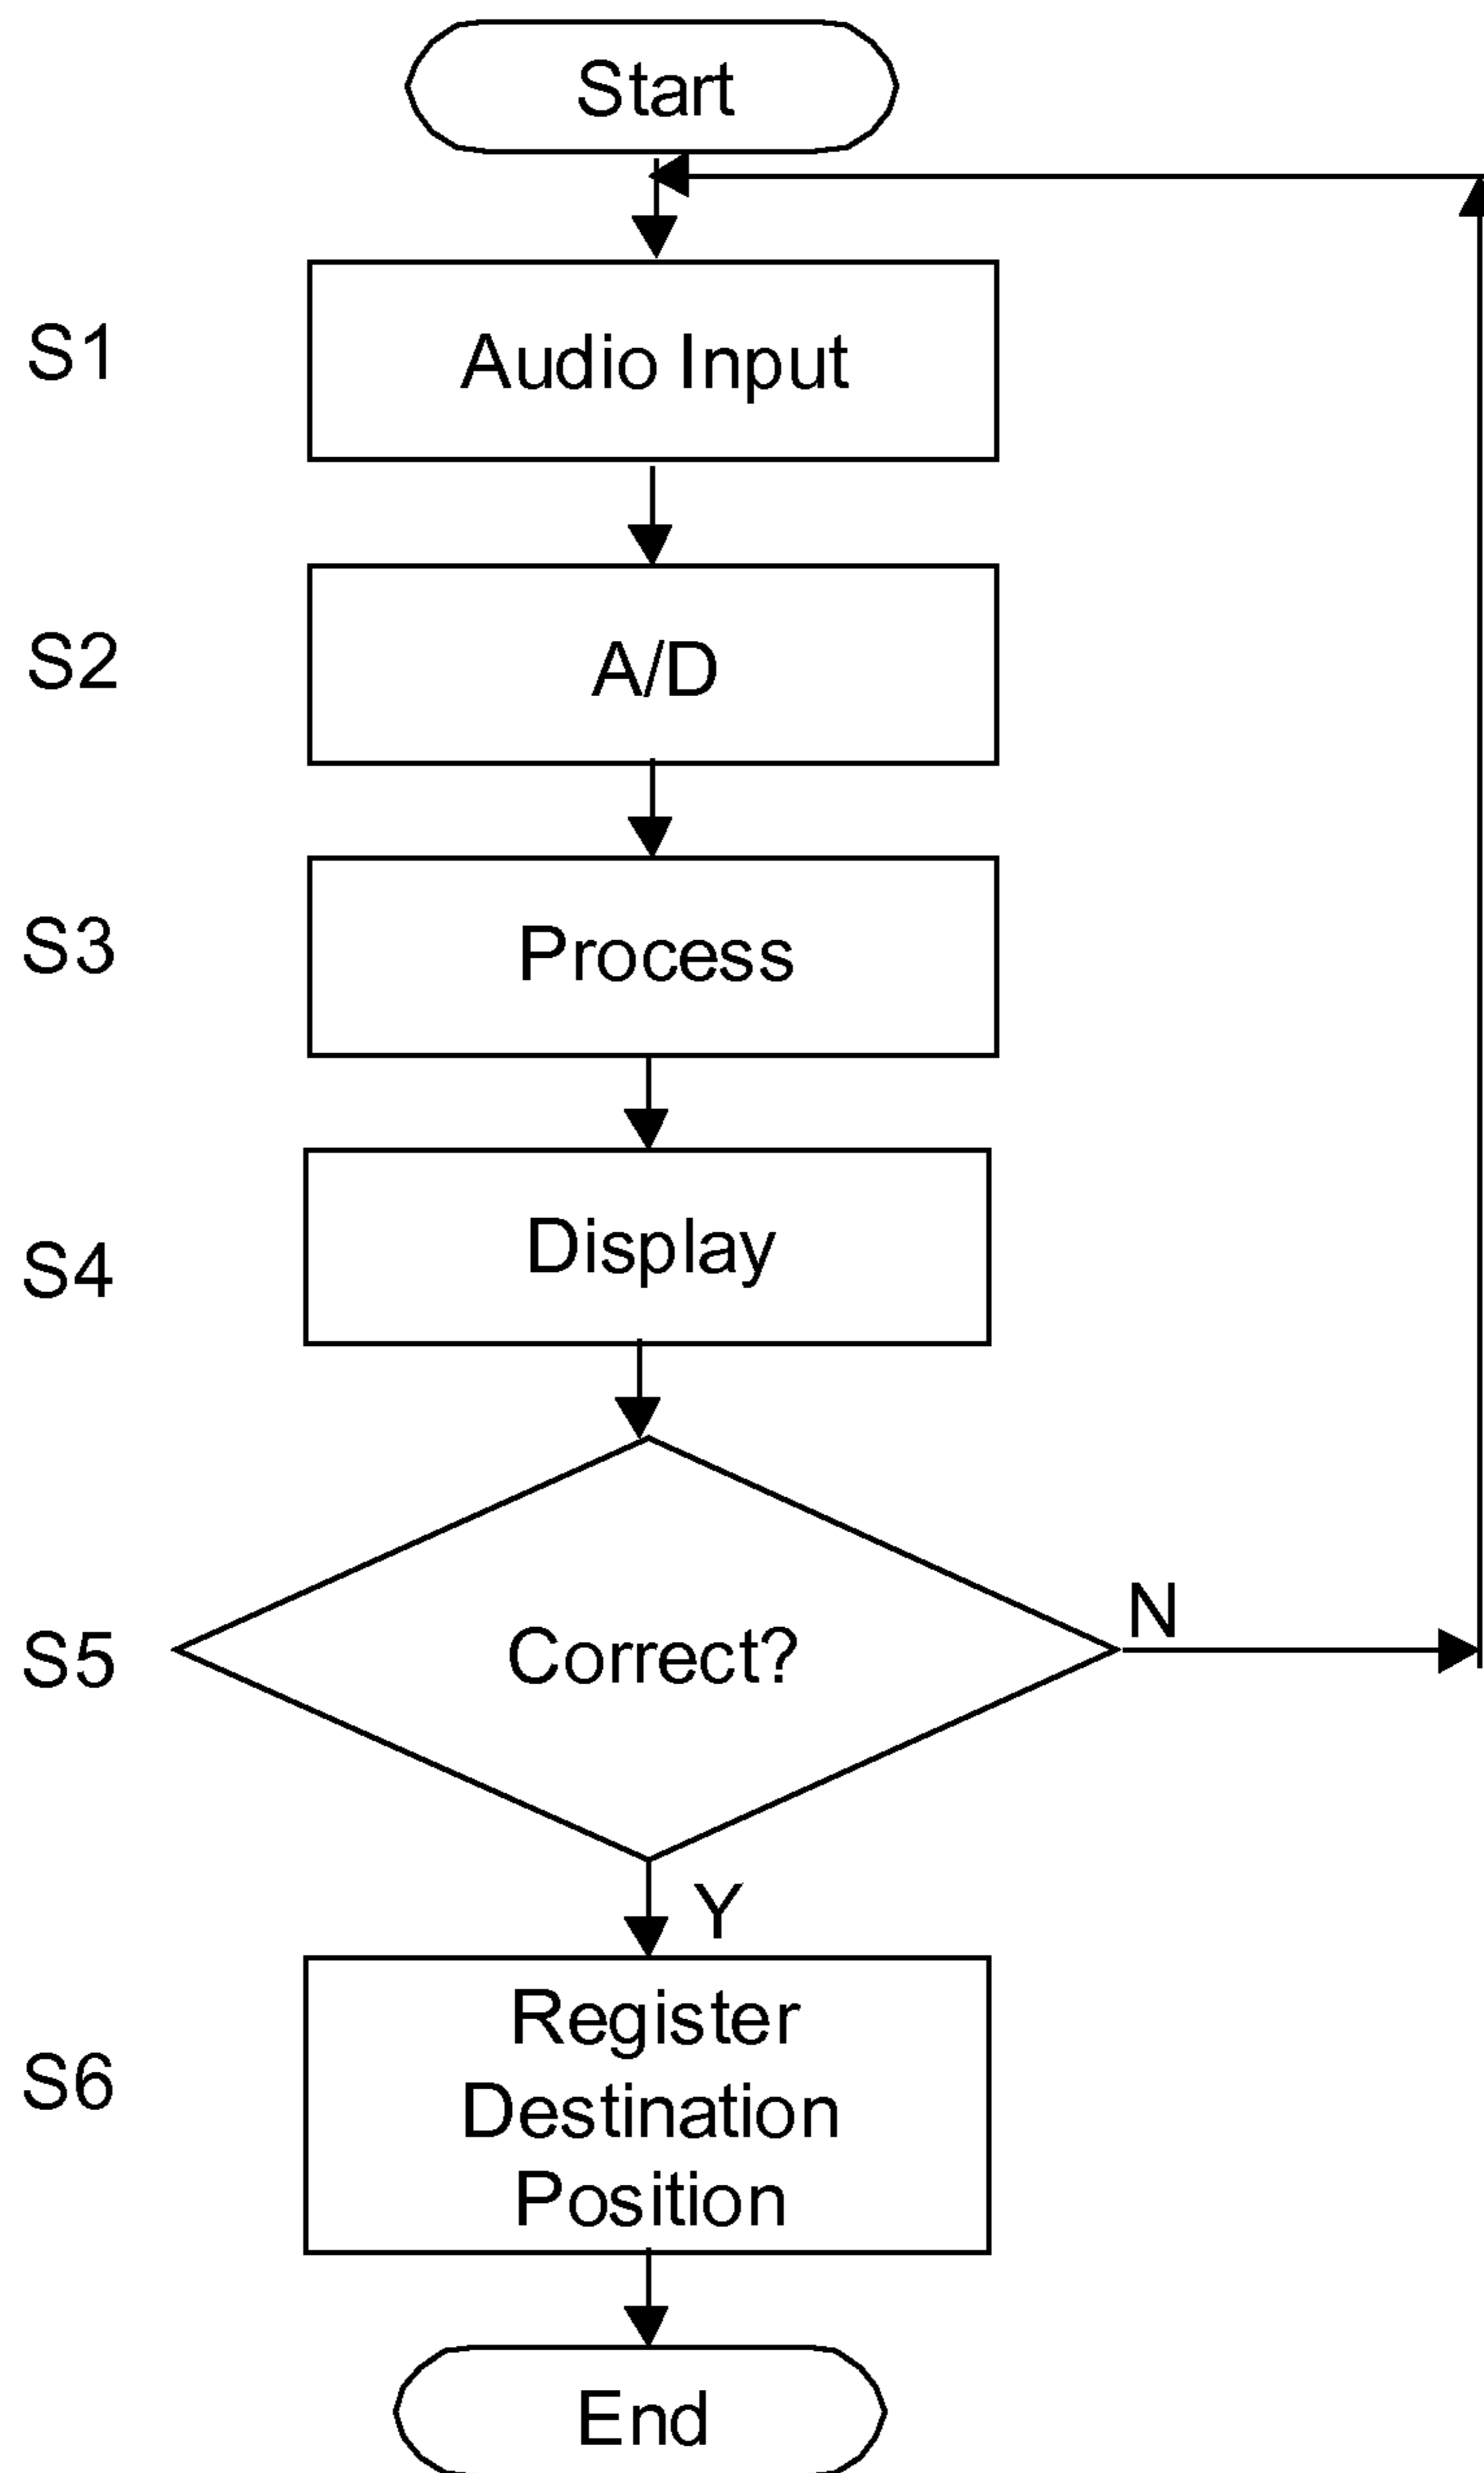 Start
S1
Audio Input
S2
A/D
S3
Process
S4
Display
S5
Correct?
N
Y
S6
Register
Destination
Position
End